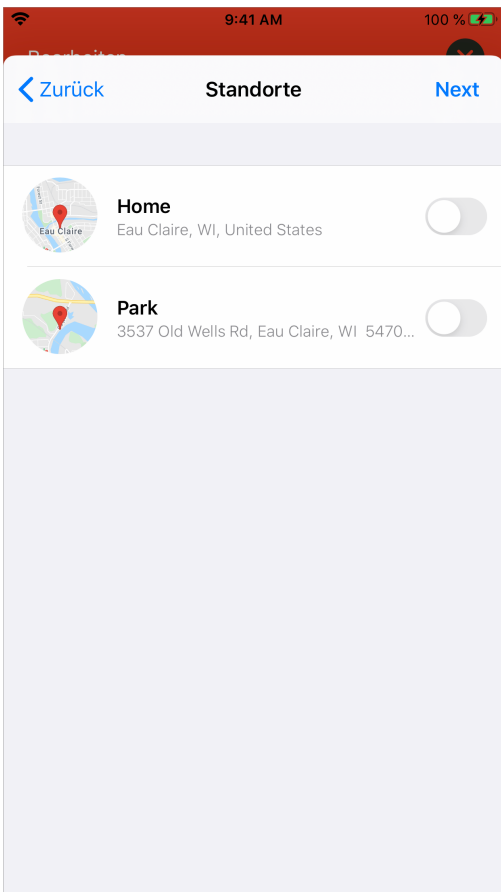 9:41 AM
100 %
Bearbeiten
Zurück
Standorte
Next
Home
Eau Claire, WI, United States
Eau Claire
Park
3537 Old Wells Rd, Eau Claire, WI  5470...